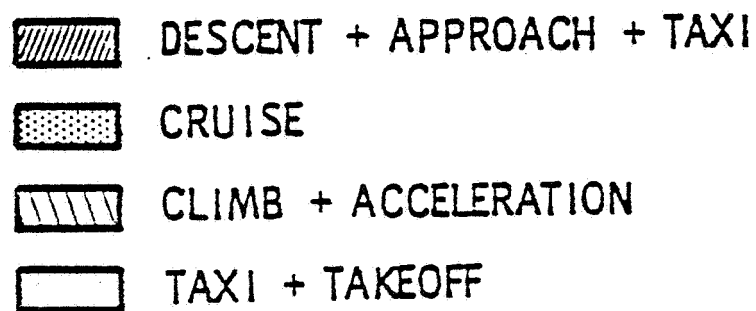 DESCENT + APPROACH + TAXI
CRUISE
CLIMB + ACCELERATION
TAXI + TAKEOFF